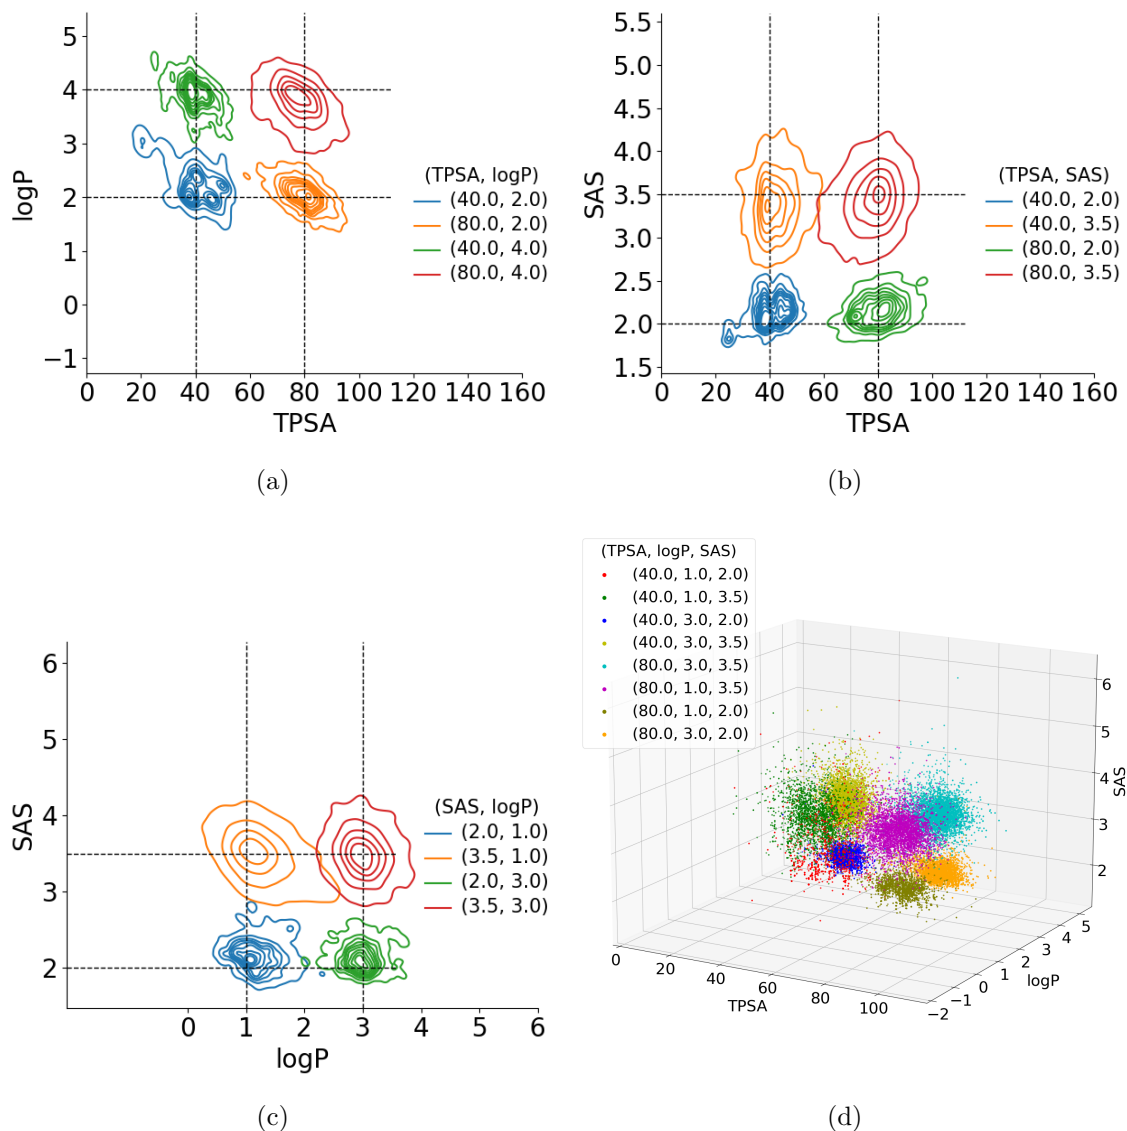 5
4
3
2
1
0
−1
logP
0 20 40 60 80 100 120 140 160
TPSA
(TPSA, logP)
(40.0, 2.0)
(80.0, 2.0)
(40.0, 4.0)
(80.0, 4.0)
(a)
5.5
5.0
4.5
4.0
3.5
3.0
2.5
2.0
1.5
SAS
0 20 40 60 80 100 120 140 160
TPSA
(TPSA, SAS)
(40.0, 2.0)
(40.0, 3.5)
(80.0, 2.0)
(80.0, 3.5)
(b)
6
5
4
3
2
SAS
0 1 2 3 4 5 6
logP
(SAS, logP)
(2.0, 1.0)
(3.5, 1.0)
(2.0, 3.0)
(3.5, 3.0)
(c)
(TPSA, logP, SAS)
(40.0, 1.0, 2.0)
(40.0, 1.0, 3.5)
(40.0, 3.0, 2.0)
(40.0, 3.0, 3.5)
(80.0, 3.0, 3.5)
(80.0, 1.0, 3.5)
(80.0, 1.0, 2.0)
(80.0, 3.0, 2.0)
6
5
4
3
2
SAS
0 20 40 60 80 100
TPSA
−2 −1 0 1 2 3 4 5
logP
(d)